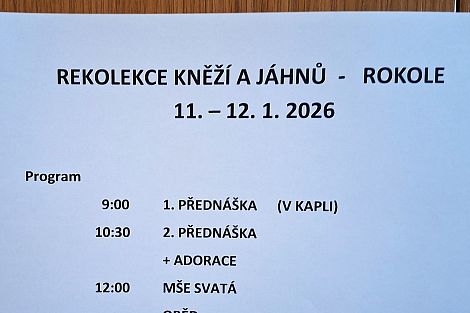 REKOLEKCE KNĚŽÍ A JÁHNŮ - ROKOLE
11. – 12. 1. 2026
Program
9:00 1. PŘEDNÁŠKA (V KAPLI)
10:30 2. PŘEDNÁŠKA
+ ADORACE
12:00 MŠE SVATÁ